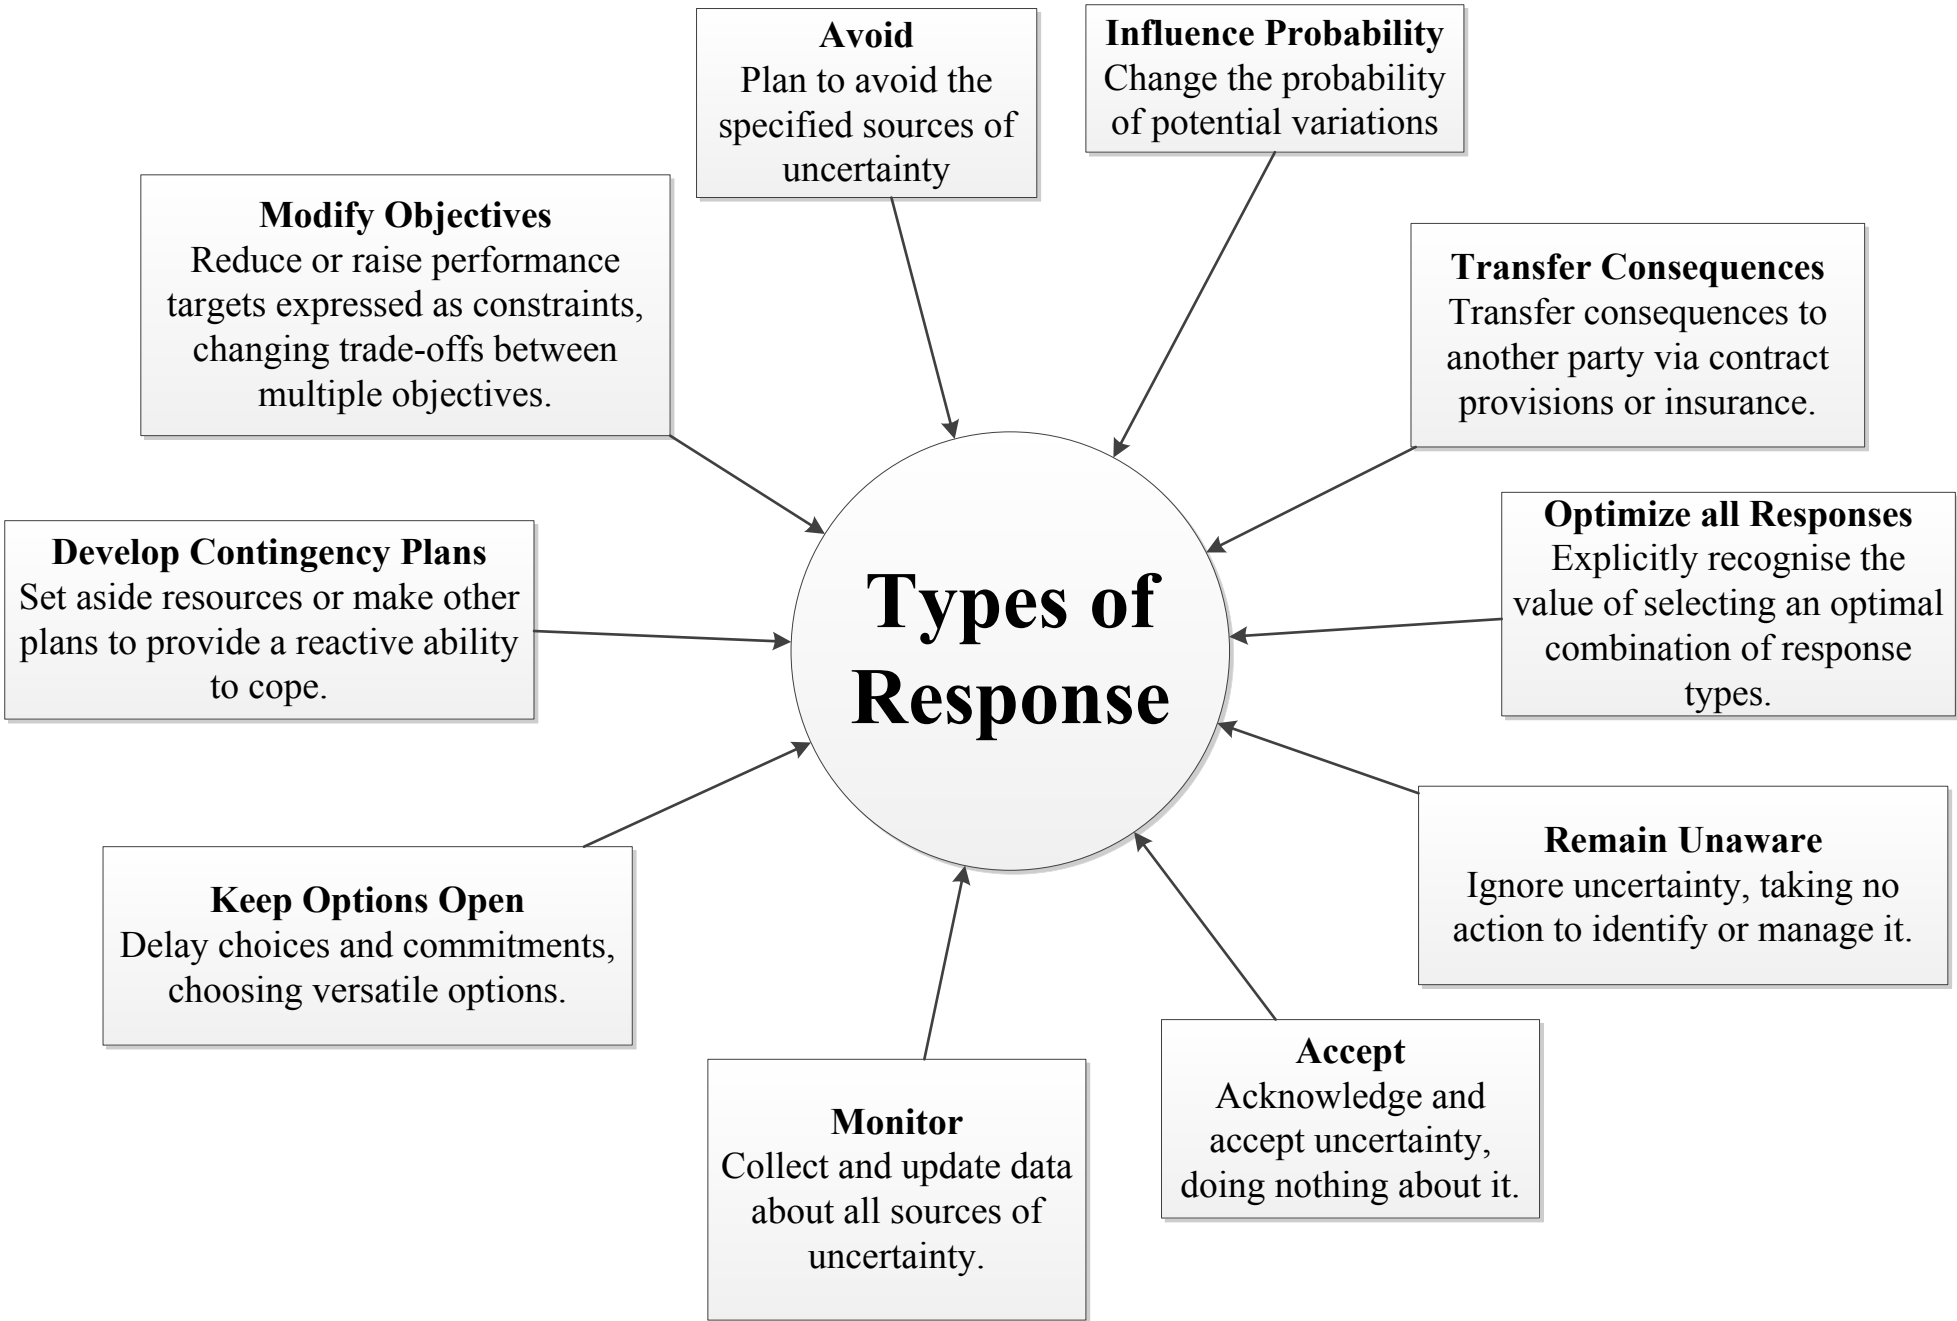 Avoid
Plan to avoid the
specified sources of
uncertainty
Influence Probability
Change the probability
of potential variations
Modify Objectives
Reduce or raise performance
targets expressed as constraints,
changing trade-offs between
multiple objectives.
Transfer Consequences
Transfer consequences to
another party via contract
provisions or insurance.
Develop Contingency Plans
Set aside resources or make other
plans to provide a reactive ability
to cope.
Types of
Response
Optimize all Responses
Explicitly recognise the
value of selecting an optimal
combination of response
types.
Keep Options Open
Delay choices and commitments,
choosing versatile options.
Remain Unaware
Ignore uncertainty, taking no
action to identify or manage it.
Monitor
Collect and update data
about all sources of
uncertainty.
Accept
Acknowledge and
accept uncertainty,
doing nothing about it.